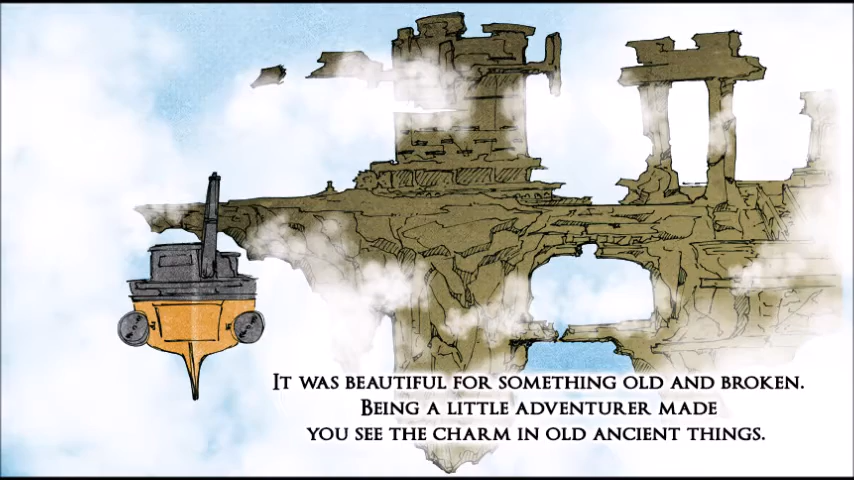 It was beautiful for something old and broken.
Being a little adventurer made
you see the charm in old ancient things.